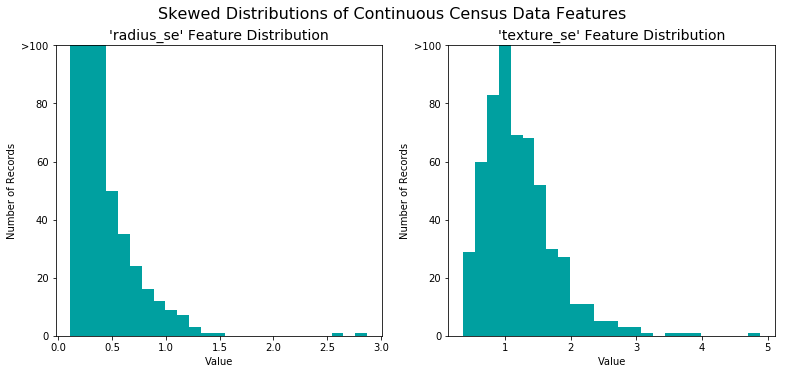 Skewed Distributions of Continuous Census Data Features
'radius_se' Feature Distribution
>100
80
60
40
20
0
Number of Records
0.0 0.5 1.0 1.5 2.0 2.5 3.0
Value
'texture_se' Feature Distribution
>100
80
60
40
20
0
Number of Records
1 2 3 4 5
Value